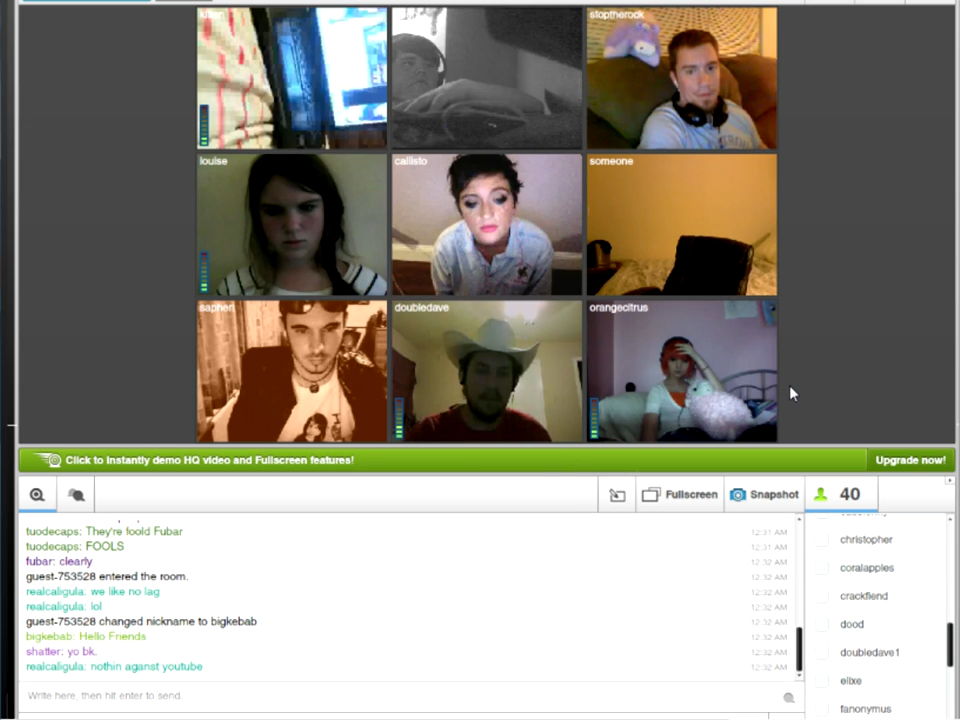 stoptherock
louise
callisto
someone
saphen
doubledave
orangecitrus
Click to instantly demo HQ video and Fullscreen features!
Upgrade now!
Fullscreen
Snapshot
40
tuodecaps: They're foold Fubar 12:31 AM
tuodecaps: FOOLS 12:31 AM
fubar: clearly 12:32 AM
guest-753528 entered the room. 12:32 AM
realcaligula: we like no lag 12:32 AM
realcaligula: lol 12:32 AM
guest-753528 changed nickname to bigkebab 12:32 AM
bigkebab: Hello Friends 12:32 AM
shatter: yo bk. 12:32 AM
realcaligula: nothin aganst youtube 12:32 AM
Write here, then hit enter to send.
christopher
coralapples
crackfiend
dood
doubledave1
elixe
fanonymus